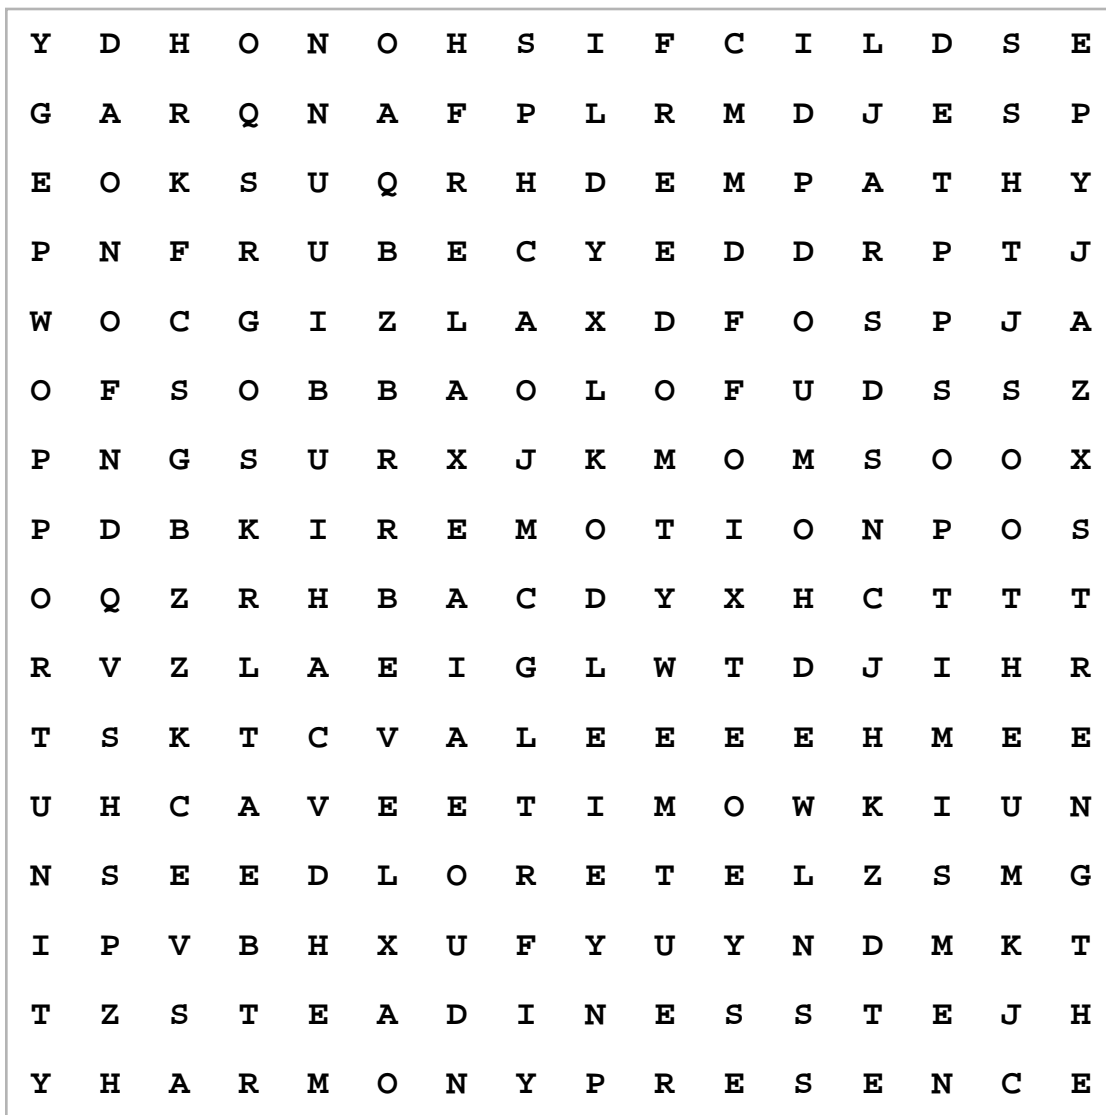 Y D H O N O H S I F C I L D S E
G A R Q N A F P L R M D J E S P
E O K S U Q R H D E M P A T H Y
P N F R U B E C Y E D D R P T J
W O C G I Z L A X D F O S P J A
O F S O B B A O L O F U D S S Z
P N G S U R X J K M O M S O O X
P D B K I R E M O T I O N P O S
O Q Z R H B A C D Y X H C T T T
R V Z L A E I G L W T D J I H R
T S K T C V A L E E E E H M E E
U H C A V E E T I M O W K I U N
N S E E D L O R E T E L Z S M G
I P V B H X U F Y U Y N D M K T
T Z S T E A D I N E S S T E J H
Y H A R M O N Y P R E S E N C E